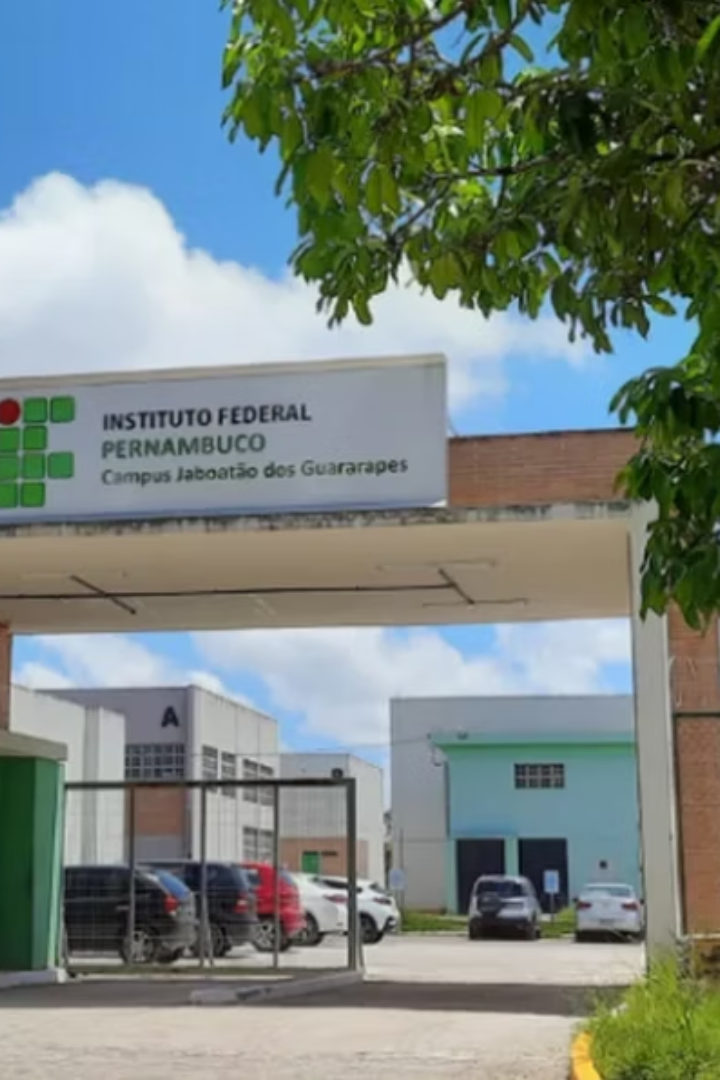 INSTITUTO FEDERAL
PERNAMBUCO
Campus Jaboatão dos Guararapes
A